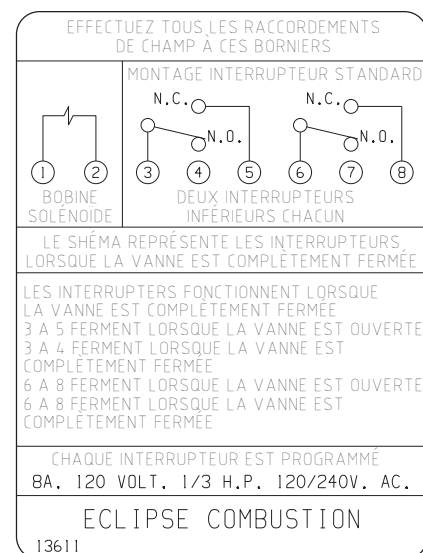 EFFECTUEZ TOUS LES RACCORDEMENTS
DE CHAMP À CES BORNIERS
MONTAGE INTERRUPTEUR STANDARD
N.C.
N.C.
N.O.
N.O.
1 2 3 4 5 6 7 8
BOBINE
SOLÉNOIDE
DEUX INTERRUPTEURS
INFÉRIEURS CHACUN
LE SHÉMA REPRÉSENTE LES INTERRUPTEURS
LORSQUE LA VANNE EST COMPLÈTEMENT FERMÉE
LES INTERRUPTERS FONCTIONNENT LORSQUE
LA VANNE EST COMPLÈTEMENT FERMÉE
3 A 5 FERMENT LORSQUE LA VANNE EST OUVERTE
3 A 4 FERMENT LORSQUE LA VANNE EST
COMPLÈTEMENT FERMÉE
6 A 8 FERMENT LORSQUE LA VANNE EST OUVERTE
6 A 8 FERMENT LORSQUE LA VANNE EST
COMPLÈTEMENT FERMÉE
CHAQUE INTERRUPTEUR EST PROGRAMMÉ
8A. 120 VOLT. 1/3 H.P. 120/240V. AC.
ECLIPSE COMBUSTION
13611